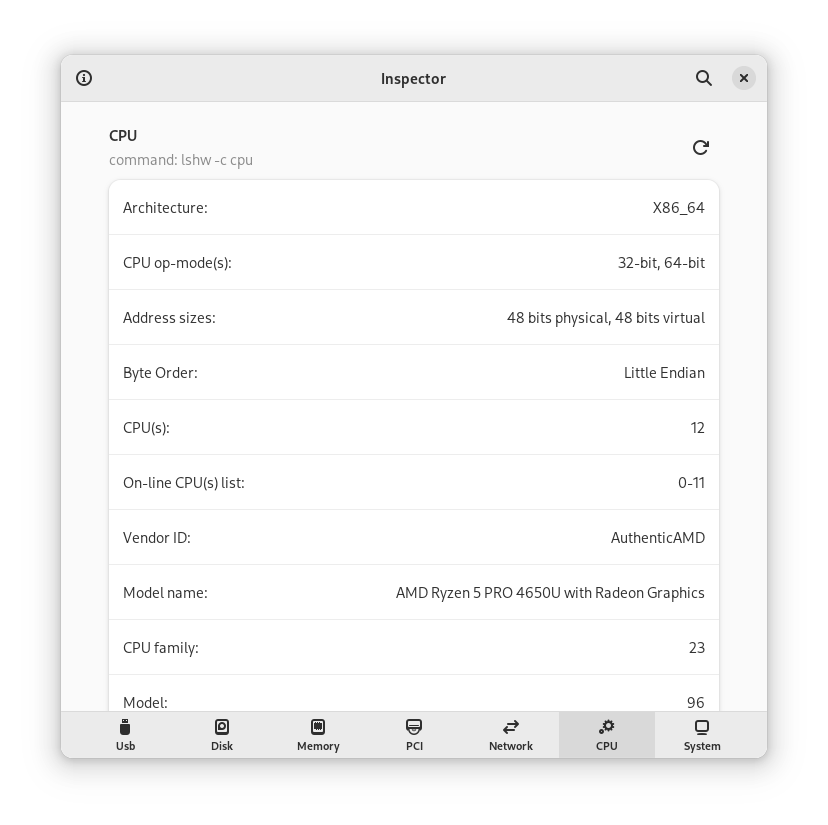 Inspector
CPU
command: lshw -c cpu
Architecture: X86_64
CPU op-mode(s): 32-bit, 64-bit
Address sizes: 48 bits physical, 48 bits virtual
Byte Order: Little Endian
CPU(s): 12
On-line CPU(s) list: 0-11
Vendor ID: AuthenticAMD
Model name: AMD Ryzen 5 PRO 4650U with Radeon Graphics
CPU family: 23
Model: 96
Usb Disk Memory PCI Network CPU System